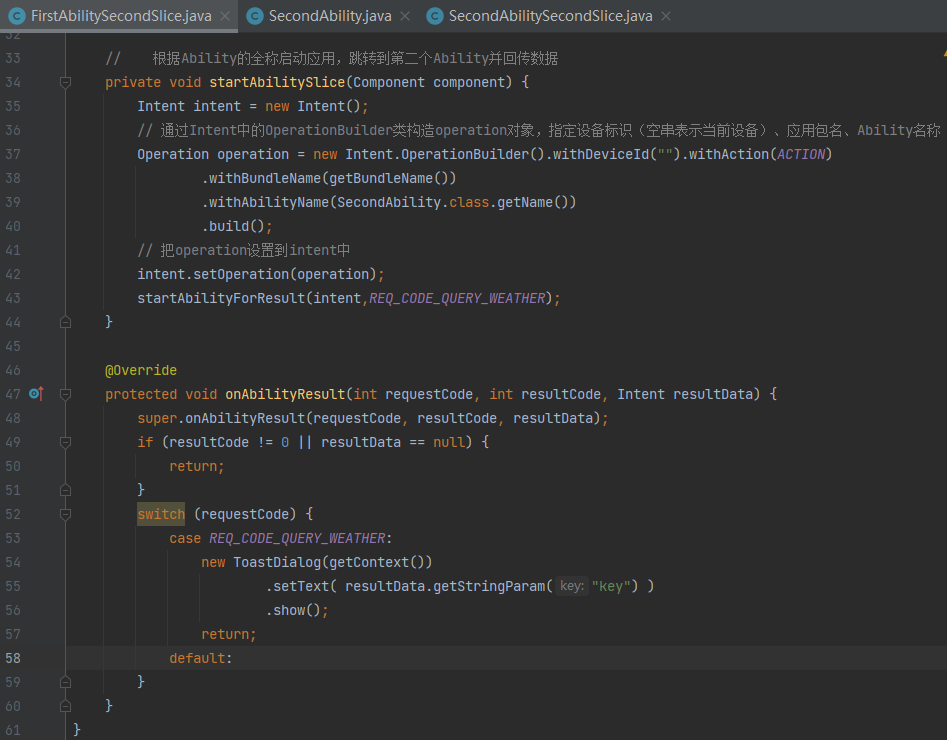 FirstAbilitySecondSlice.java SecondAbility.java SecondAbilitySecondSlice.java
32
33 //    根据Ability的全称启动应用，跳转到第二个Ability并回传数据
34 private void startAbilitySlice(Component component) {
35 Intent intent = new Intent();
36 // 通过Intent中的OperationBuilder类构造operation对象，指定设备标识（空串表示当前设备）、应用包名、Ability名称
37 Operation operation = new Intent.OperationBuilder().withDeviceId("").withAction(ACTION)
38 .withBundleName(getBundleName())
39 .withAbilityName(SecondAbility.class.getName())
40 .build();
41 // 把operation设置到intent中
42 intent.setOperation(operation);
43 startAbilityForResult(intent,REQ_CODE_QUERY_WEATHER);
44 }
45
46 @Override
47 protected void onAbilityResult(int requestCode, int resultCode, Intent resultData) {
48 super.onAbilityResult(requestCode, resultCode, resultData);
49 if (resultCode != 0 || resultData == null) {
50 return;
51 }
52 switch (requestCode) {
53 case REQ_CODE_QUERY_WEATHER:
54 new ToastDialog(getContext())
55 .setText( resultData.getStringParam( key: "key") )
56 .show();
57 return;
58 default:
59 }
60 }
61 }